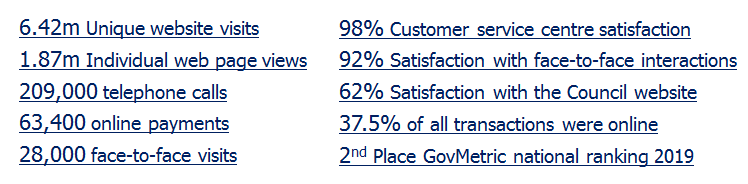 6.42m Unique website visits
1.87m Individual web page views
209,000 telephone calls
63,400 online payments
28,000 face-to-face visits
98% Customer service centre satisfaction
92% Satisfaction with face-to-face interactions
62% Satisfaction with the Council website
37.5% of all transactions were online
2nd Place GovMetric national ranking 2019